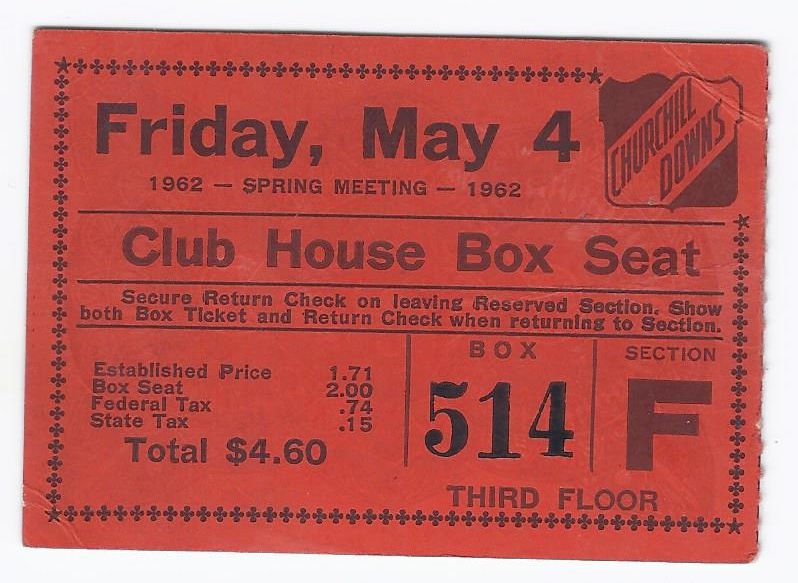 Friday, May 4
CHURCHILL
DOWNS
1962 — SPRING MEETING — 1962
Club House Box Seat
Secure Return Check on leaving Reserved Section. Show
both Box Ticket and Return Check when returning to Section.
Established Price 1.71
Box Seat 2.00
Federal Tax .74
State Tax .15
Total $4.60
BOX
514
SECTION
F
THIRD FLOOR